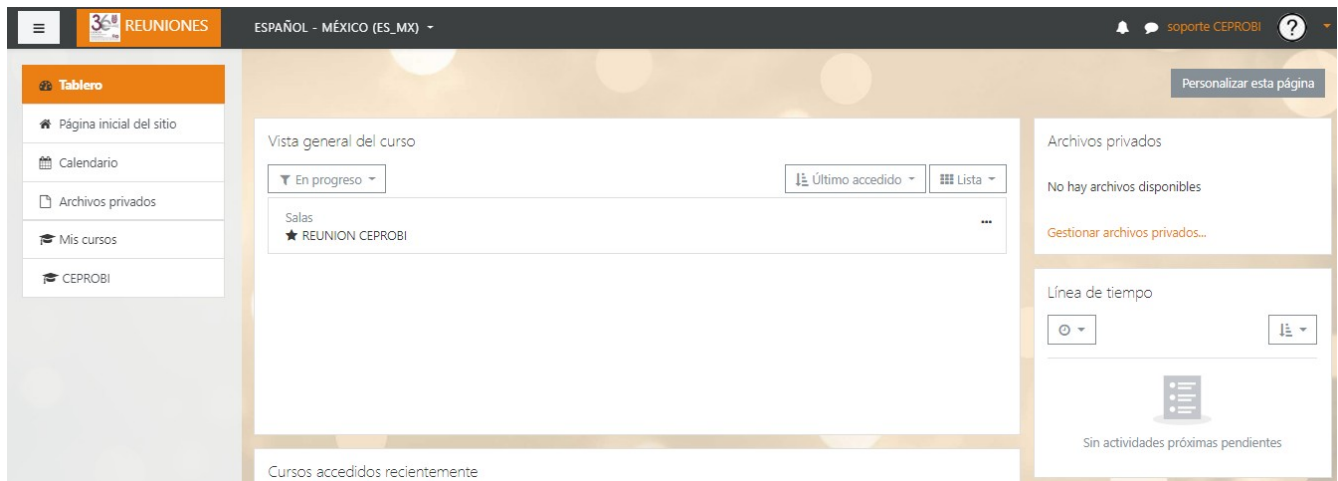 36
REUNIONES
ESPAÑOL - MÉXICO (ES_MX)
soporte CEPROBI
?
Tablero
Página inicial del sitio
Calendario
Archivos privados
Mis cursos
CEPROBI
Personalizar esta página
Vista general del curso
En progreso
Último accedido
Lista
Salas
REUNION CEPROBI
Cursos accedidos recientemente
Archivos privados
No hay archivos disponibles
Gestionar archivos privados...
Línea de tiempo
Sin actividades próximas pendientes